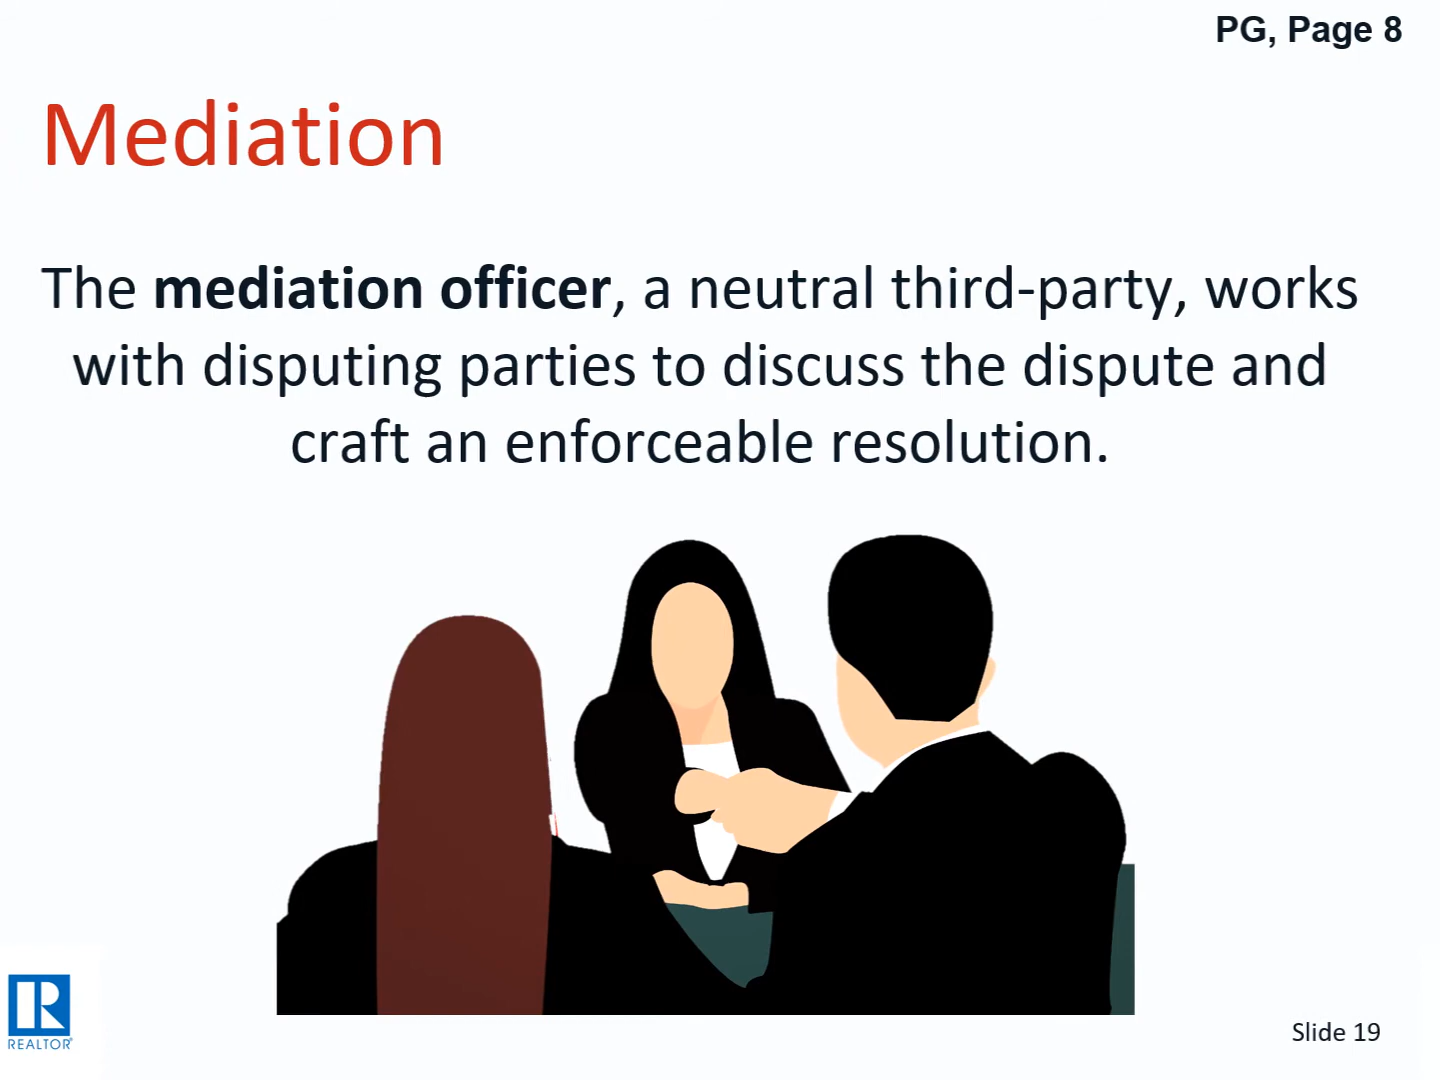 PG, Page 8
Mediation
The mediation officer, a neutral third-party, works
with disputing parties to discuss the dispute and
craft an enforceable resolution.
REALTOR®
Slide 19